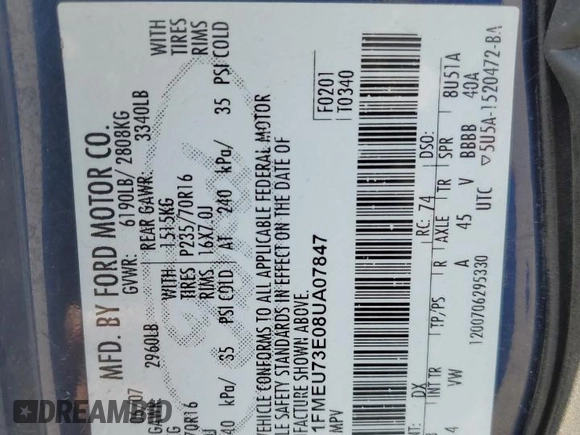 MFD. BY FORD MOTOR CO.
07 GVWR: 6190LB/ 2808KG
2960LB REAR GAWR: 3340LB
WITH 1515KG WITH
70R16 TIRES P235/70R16 TIRES
RIMS 16X7.0J RIMS
40 kPa/ 35 PSI COLD AT 240 kPa/ 35 PSI COLD
VEHICLE CONFORMS TO ALL APPLICABLE FEDERAL MOTOR
LE SAFETY STANDARDS IN EFFECT ON THE DATE OF
FACTURE SHOWN ABOVE.
F0201
T0340
1FMEU73E08UA07847
MPV
: DX RC: 74 DSO:
INT TR TP/PS R AXLE TR SPR 8U51A
4 VW A 45 V BBBB 40A
1200706295330 UTC ▽5U5A-1520472-BA
1DREAMBID